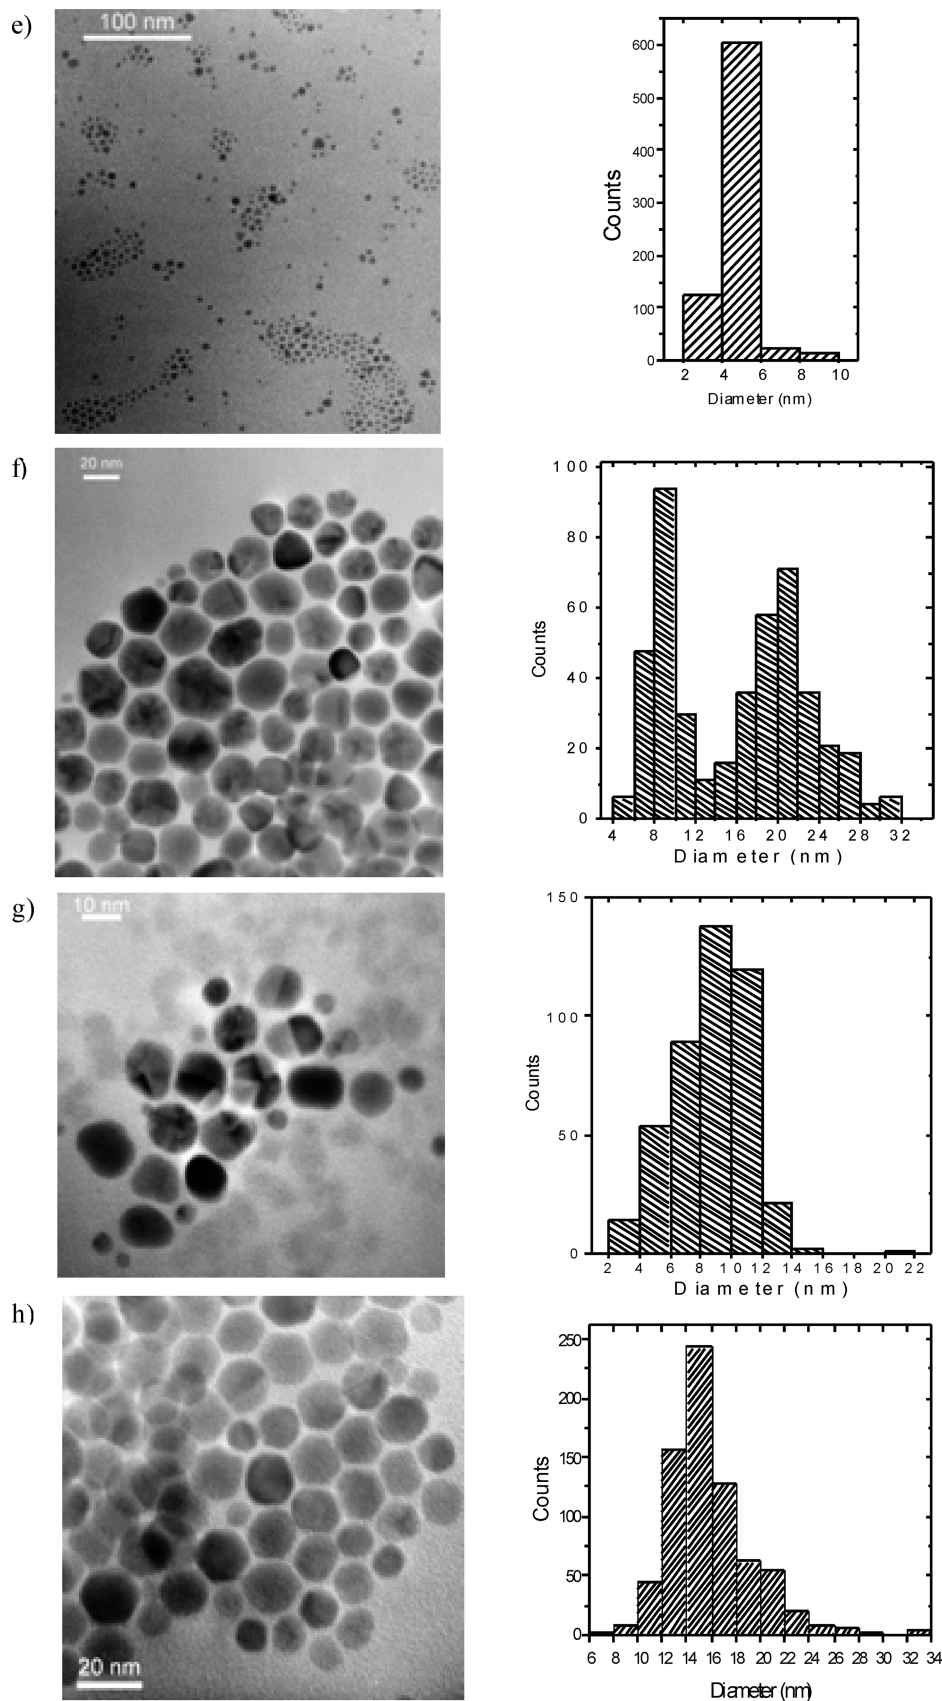 e)
100 nm
600
500
400
300
200
100
0
Counts
2 4 6 8 10
Diameter (nm)
f)
20 nm
100
80
60
40
20
0
Counts
4 8 12 16 20 24 28 32
Diameter (nm)
g)
10 nm
150
100
50
0
Counts
2 4 6 8 10 12 14 16 18 20 22
Diameter (nm)
h)
20 nm
250
200
150
100
50
0
Counts
6 8 10 12 14 16 18 20 22 24 26 28 30 32 34
Diameter (nm)